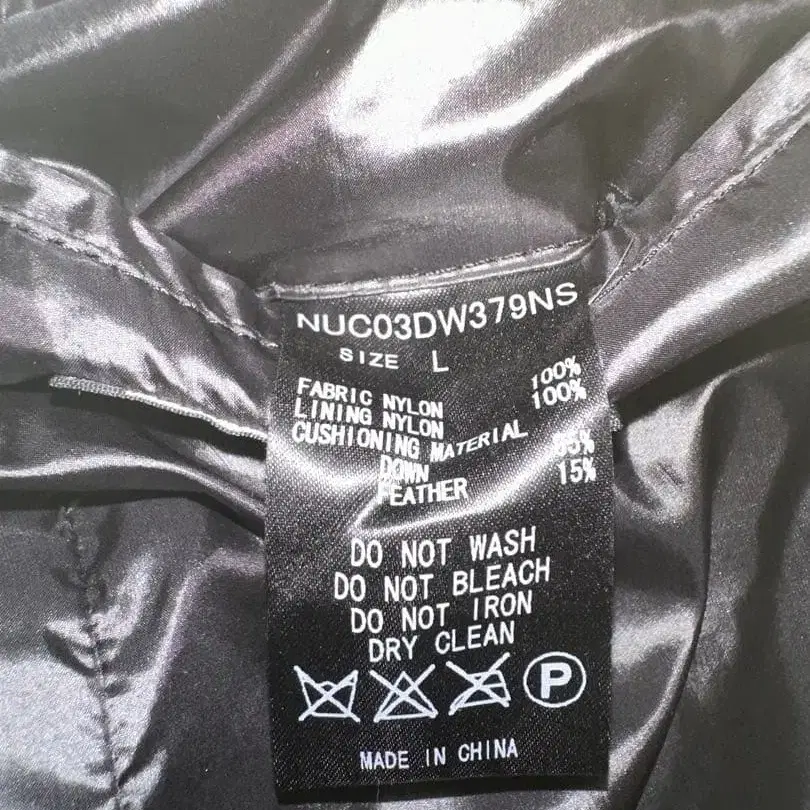 NUC03DW379NS
SIZE L
FABRIC NYLON 100%
LINING NYLON 100%
CUSHIONING MATERIAL
DOWN 85%
FEATHER 15%
DO NOT WASH
DO NOT BLEACH
DO NOT IRON
DRY CLEAN
P
MADE IN CHINA